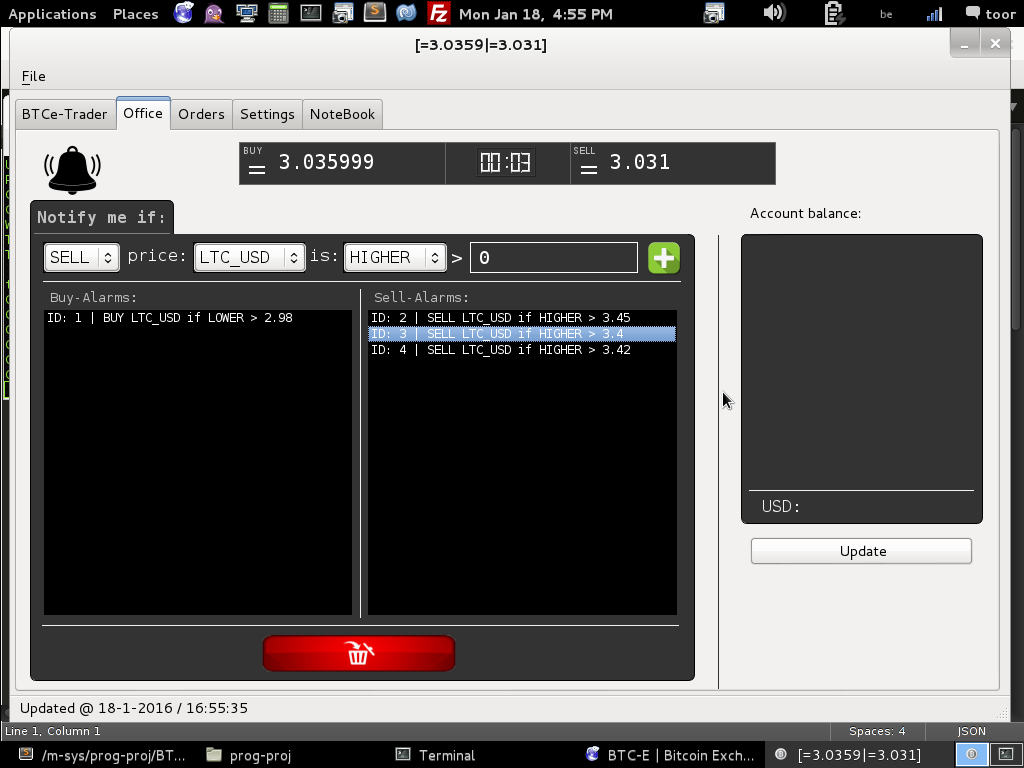 Applications Places Mon Jan 18, 4:55 PM be toor
[=3.0359|=3.031]
File
BTCe-Trader Office Orders Settings NoteBook
BUY = 3.035999 00:03 SELL = 3.031
Notify me if:
Account balance:
SELL price: LTC_USD is: HIGHER > 0
Buy-Alarms: Sell-Alarms:
ID: 1 | BUY LTC_USD if LOWER > 2.98
ID: 2 | SELL LTC_USD if HIGHER > 3.45
ID: 3 | SELL LTC_USD if HIGHER > 3.4
ID: 4 | SELL LTC_USD if HIGHER > 3.42
USD:
Update
Updated @ 18-1-2016 / 16:55:35
Line 1, Column 1 Spaces: 4 JSON
/m-sys/prog-proj/BT... prog-proj Terminal BTC-E | Bitcoin Exch... [=3.0359|=3.031]